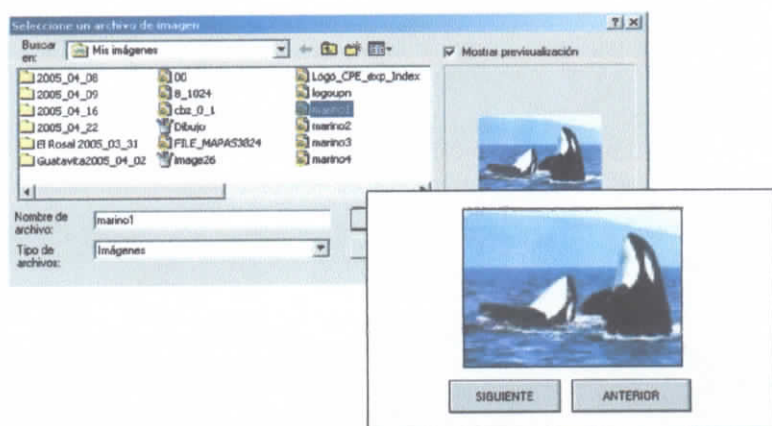 Seleccione un archivo de imagen
Buscar en:
Mis imágenes
Mostrar previsualización
2005_04_08
2005_04_09
2005_04_16
2005_04_22
El Rosal 2005_03_31
Guatavita2005_04_02
00
8_1024
cbz_0_1
Dibujo
FILE_MAPAS3824
Image26
Logo_CPE_exp_Index
logoupn
marino1
marino2
marino3
marino4
Nombre de archivo:
marino1
Tipo de archivos:
Imágenes
SIGUIENTE
ANTERIOR